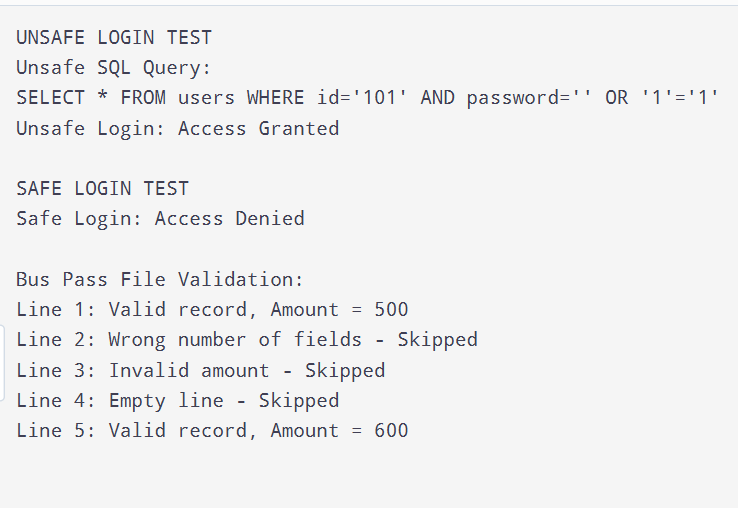 UNSAFE LOGIN TEST
Unsafe SQL Query:
SELECT * FROM users WHERE id='101' AND password='' OR '1'='1'
Unsafe Login: Access Granted
SAFE LOGIN TEST
Safe Login: Access Denied
Bus Pass File Validation:
Line 1: Valid record, Amount = 500
Line 2: Wrong number of fields - Skipped
Line 3: Invalid amount - Skipped
Line 4: Empty line - Skipped
Line 5: Valid record, Amount = 600